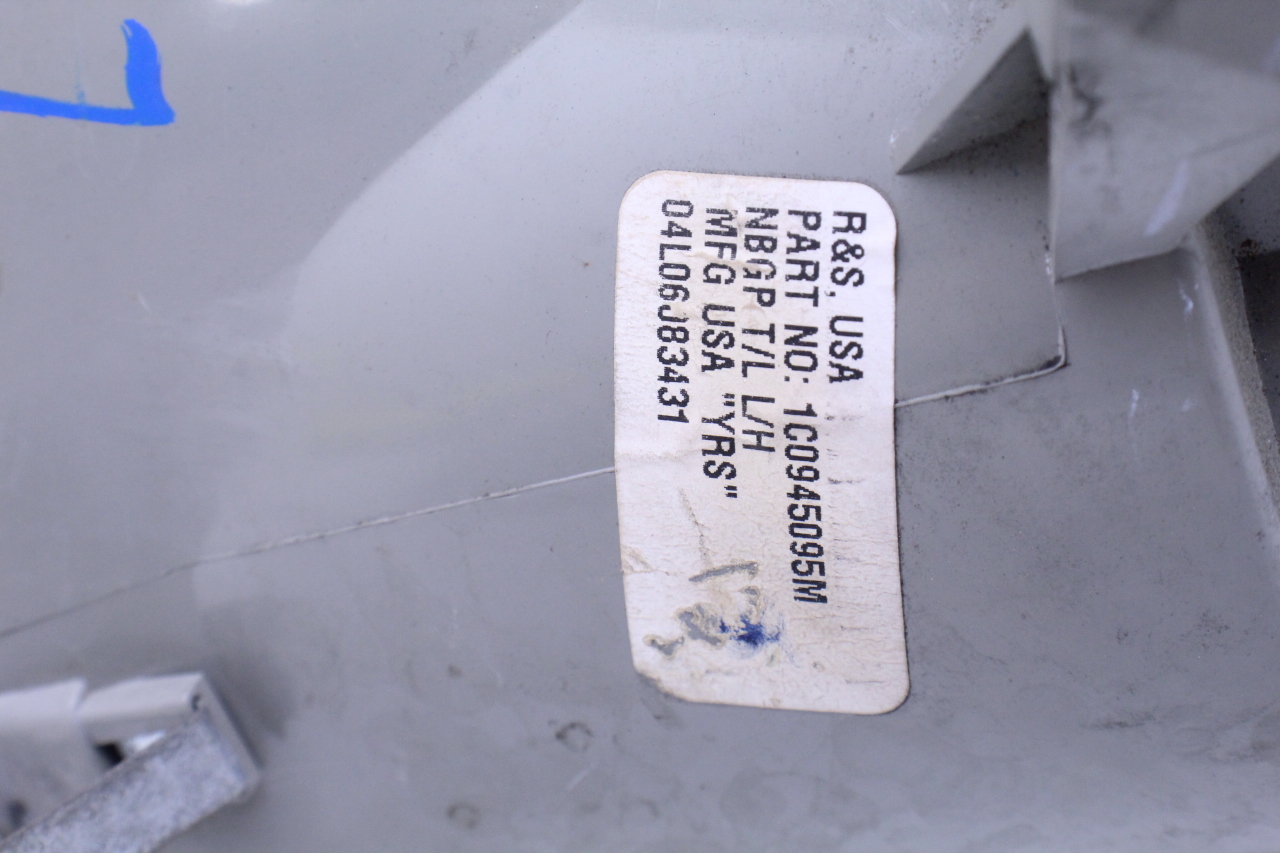 R&S, USA
PART NO: 1C0945095M
NBGP T/L L/H
MFG USA "YRS"
04L06J83431
L